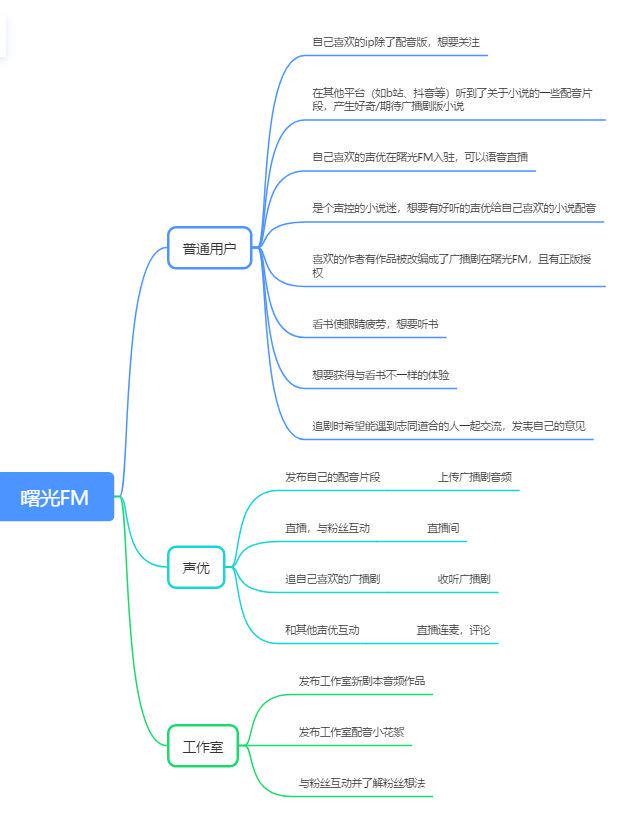 自己喜欢的ip除了配音版，想要关注
在其他平台（如b站、抖音等）听到了关于小说的一些配音片
段，产生好奇/期待广播剧版小说
自己喜欢的声优在曙光FM入驻，可以语音直播
是个声控的小说迷，想要有好听的声优给自己喜欢的小说配音
普通用户
喜欢的作者有作品被改编成了广播剧在曙光FM，且有正版授
权
看书使眼睛疲劳，想要听书
想要获得与看书不一样的体验
追剧时希望能遇到志同道合的人一起交流，发表自己的意见
曙光FM
发布自己的配音片段 上传广播剧音频
直播，与粉丝互动 直播间
声优
追自己喜欢的广播剧 收听广播剧
和其他声优互动 直播连麦，评论
发布工作室新剧本音频作品
工作室
发布工作室配音小花絮
与粉丝互动并了解粉丝想法